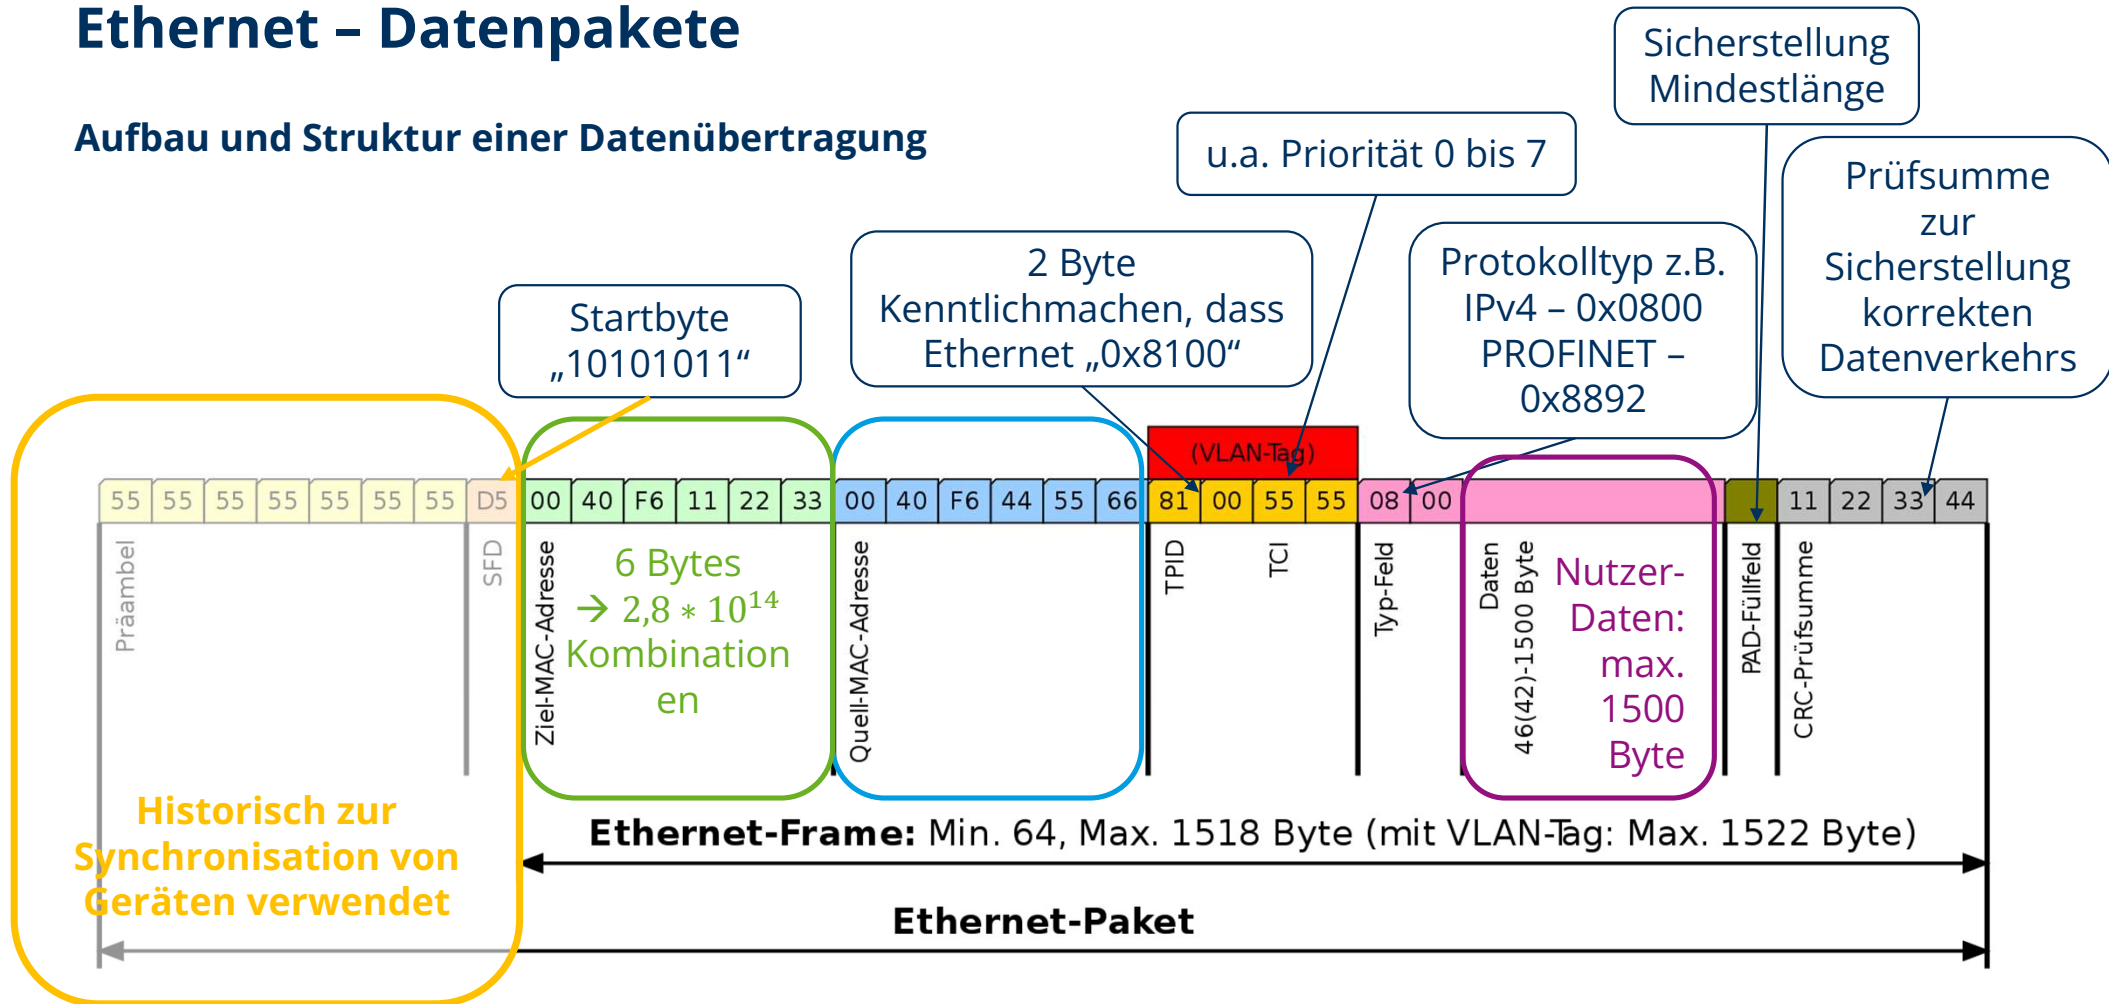 Ethernet – Datenpakete
Aufbau und Struktur einer Datenübertragung
Sicherstellung
Mindestlänge
u.a. Priorität 0 bis 7
Prüfsumme
zur
Sicherstellung
korrekten
Datenverkehrs
2 Byte
Kenntlichmachen, dass
Ethernet „0x8100“
Protokolltyp z.B.
IPv4 – 0x0800
PROFINET –
0x8892
Startbyte
„10101011“
(VLAN-Tag)
55 55 55 55 55 55 55 D5 00 40 F6 11 22 33 00 40 F6 44 55 66 81 00 55 55 08 00 11 22 33 44
Präambel
SFD
Ziel-MAC-Adresse
6 Bytes
→ 2,8 ∗ 10¹⁴
Kombination
en
Quell-MAC-Adresse
TPID
TCI
Typ-Feld
Daten
46(42)-1500 Byte
Nutzer-
Daten:
max.
1500
Byte
PAD-Füllfeld
CRC-Prüfsumme
Historisch zur
Synchronisation von
Geräten verwendet
Ethernet-Frame: Min. 64, Max. 1518 Byte (mit VLAN-Tag: Max. 1522 Byte)
Ethernet-Paket